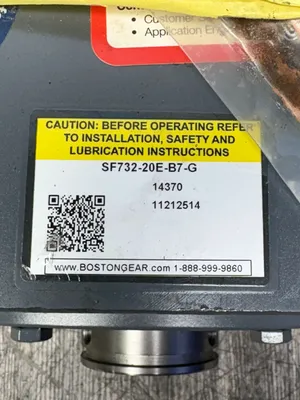 • Customer
• Application
CAUTION: BEFORE OPERATING REFER
TO INSTALLATION, SAFETY AND
LUBRICATION INSTRUCTIONS
SF732-20E-B7-G
14370
11212514
www.BOSTONGEAR.com 1-888-999-9860